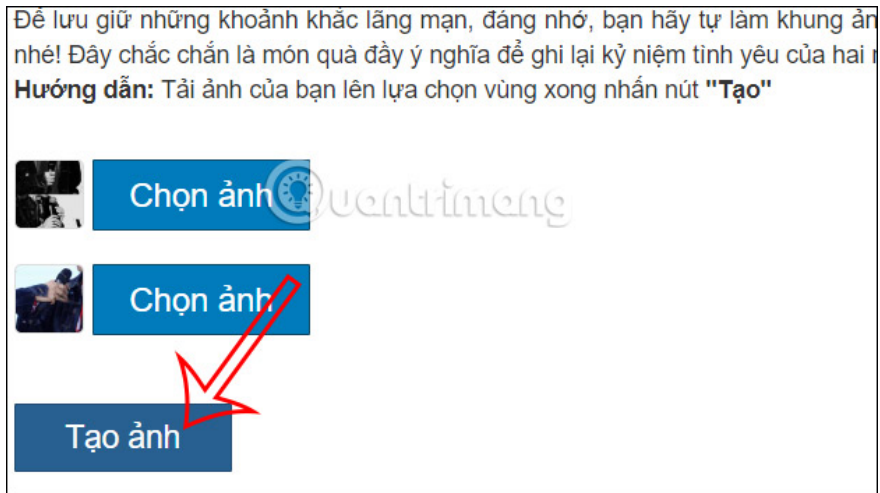 Để lưu giữ những khoảnh khắc lãng mạn, đáng nhớ, bạn hãy tự làm khung ản
nhé! Đây chắc chắn là món quà đầy ý nghĩa để ghi lại kỷ niệm tình yêu của hai
Hướng dẫn: Tải ảnh của bạn lên lựa chọn vùng xong nhấn nút "Tạo"
Chọn ảnh
Quantrimang
Chọn ảnh
Tạo ảnh